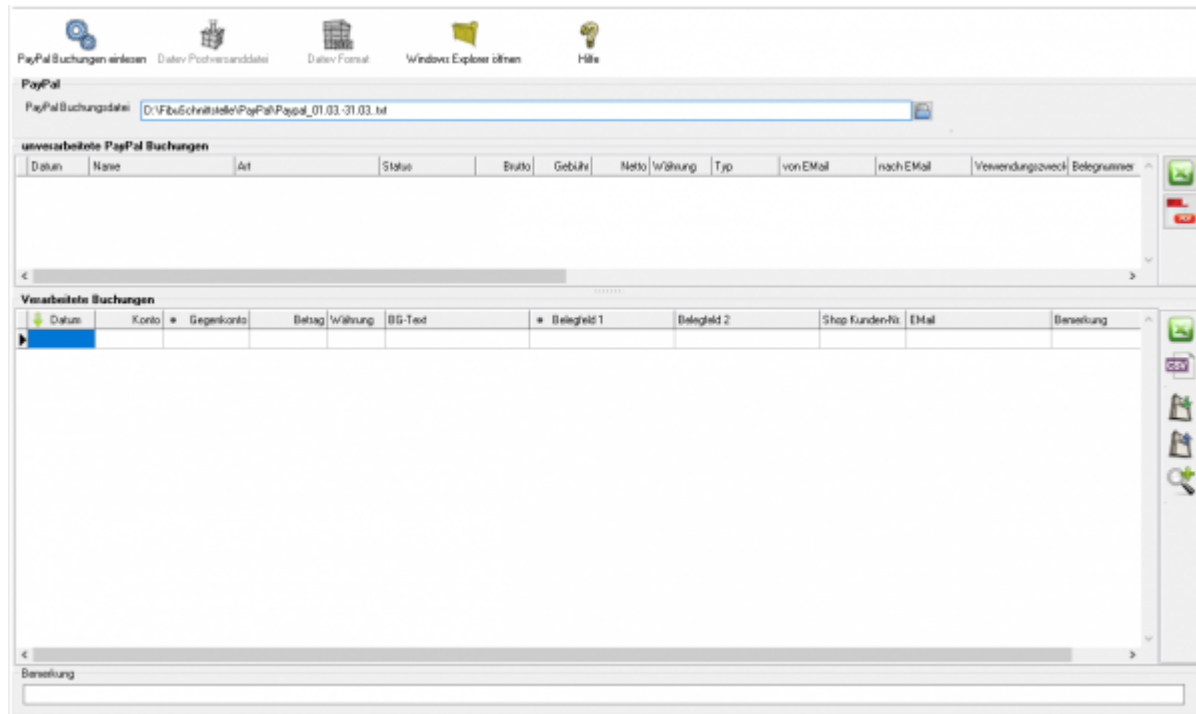 PayPal Buchungen einlesen Datev Postversanddatei Datev Format Windows Explorer öffnen Hilfe
PayPal
PayPal Buchungsdatei D:\FibuSchnittstelle\PayPal\Paypal_01.03.-31.03..txt
unverarbeitete PayPal Buchungen
Datum Name Art Status Brutto Gebühr Netto Währung Typ von EMail nach EMail Verwendungszweck Belegnummer
PDF
Verarbeitete Buchungen
Datum Konto * Gegenkonto Betrag Währung BG-Text * Belegfeld 1 Belegfeld 2 Shop Kunden-Nr. EMail Bemerkung
CSV
Bemerkung